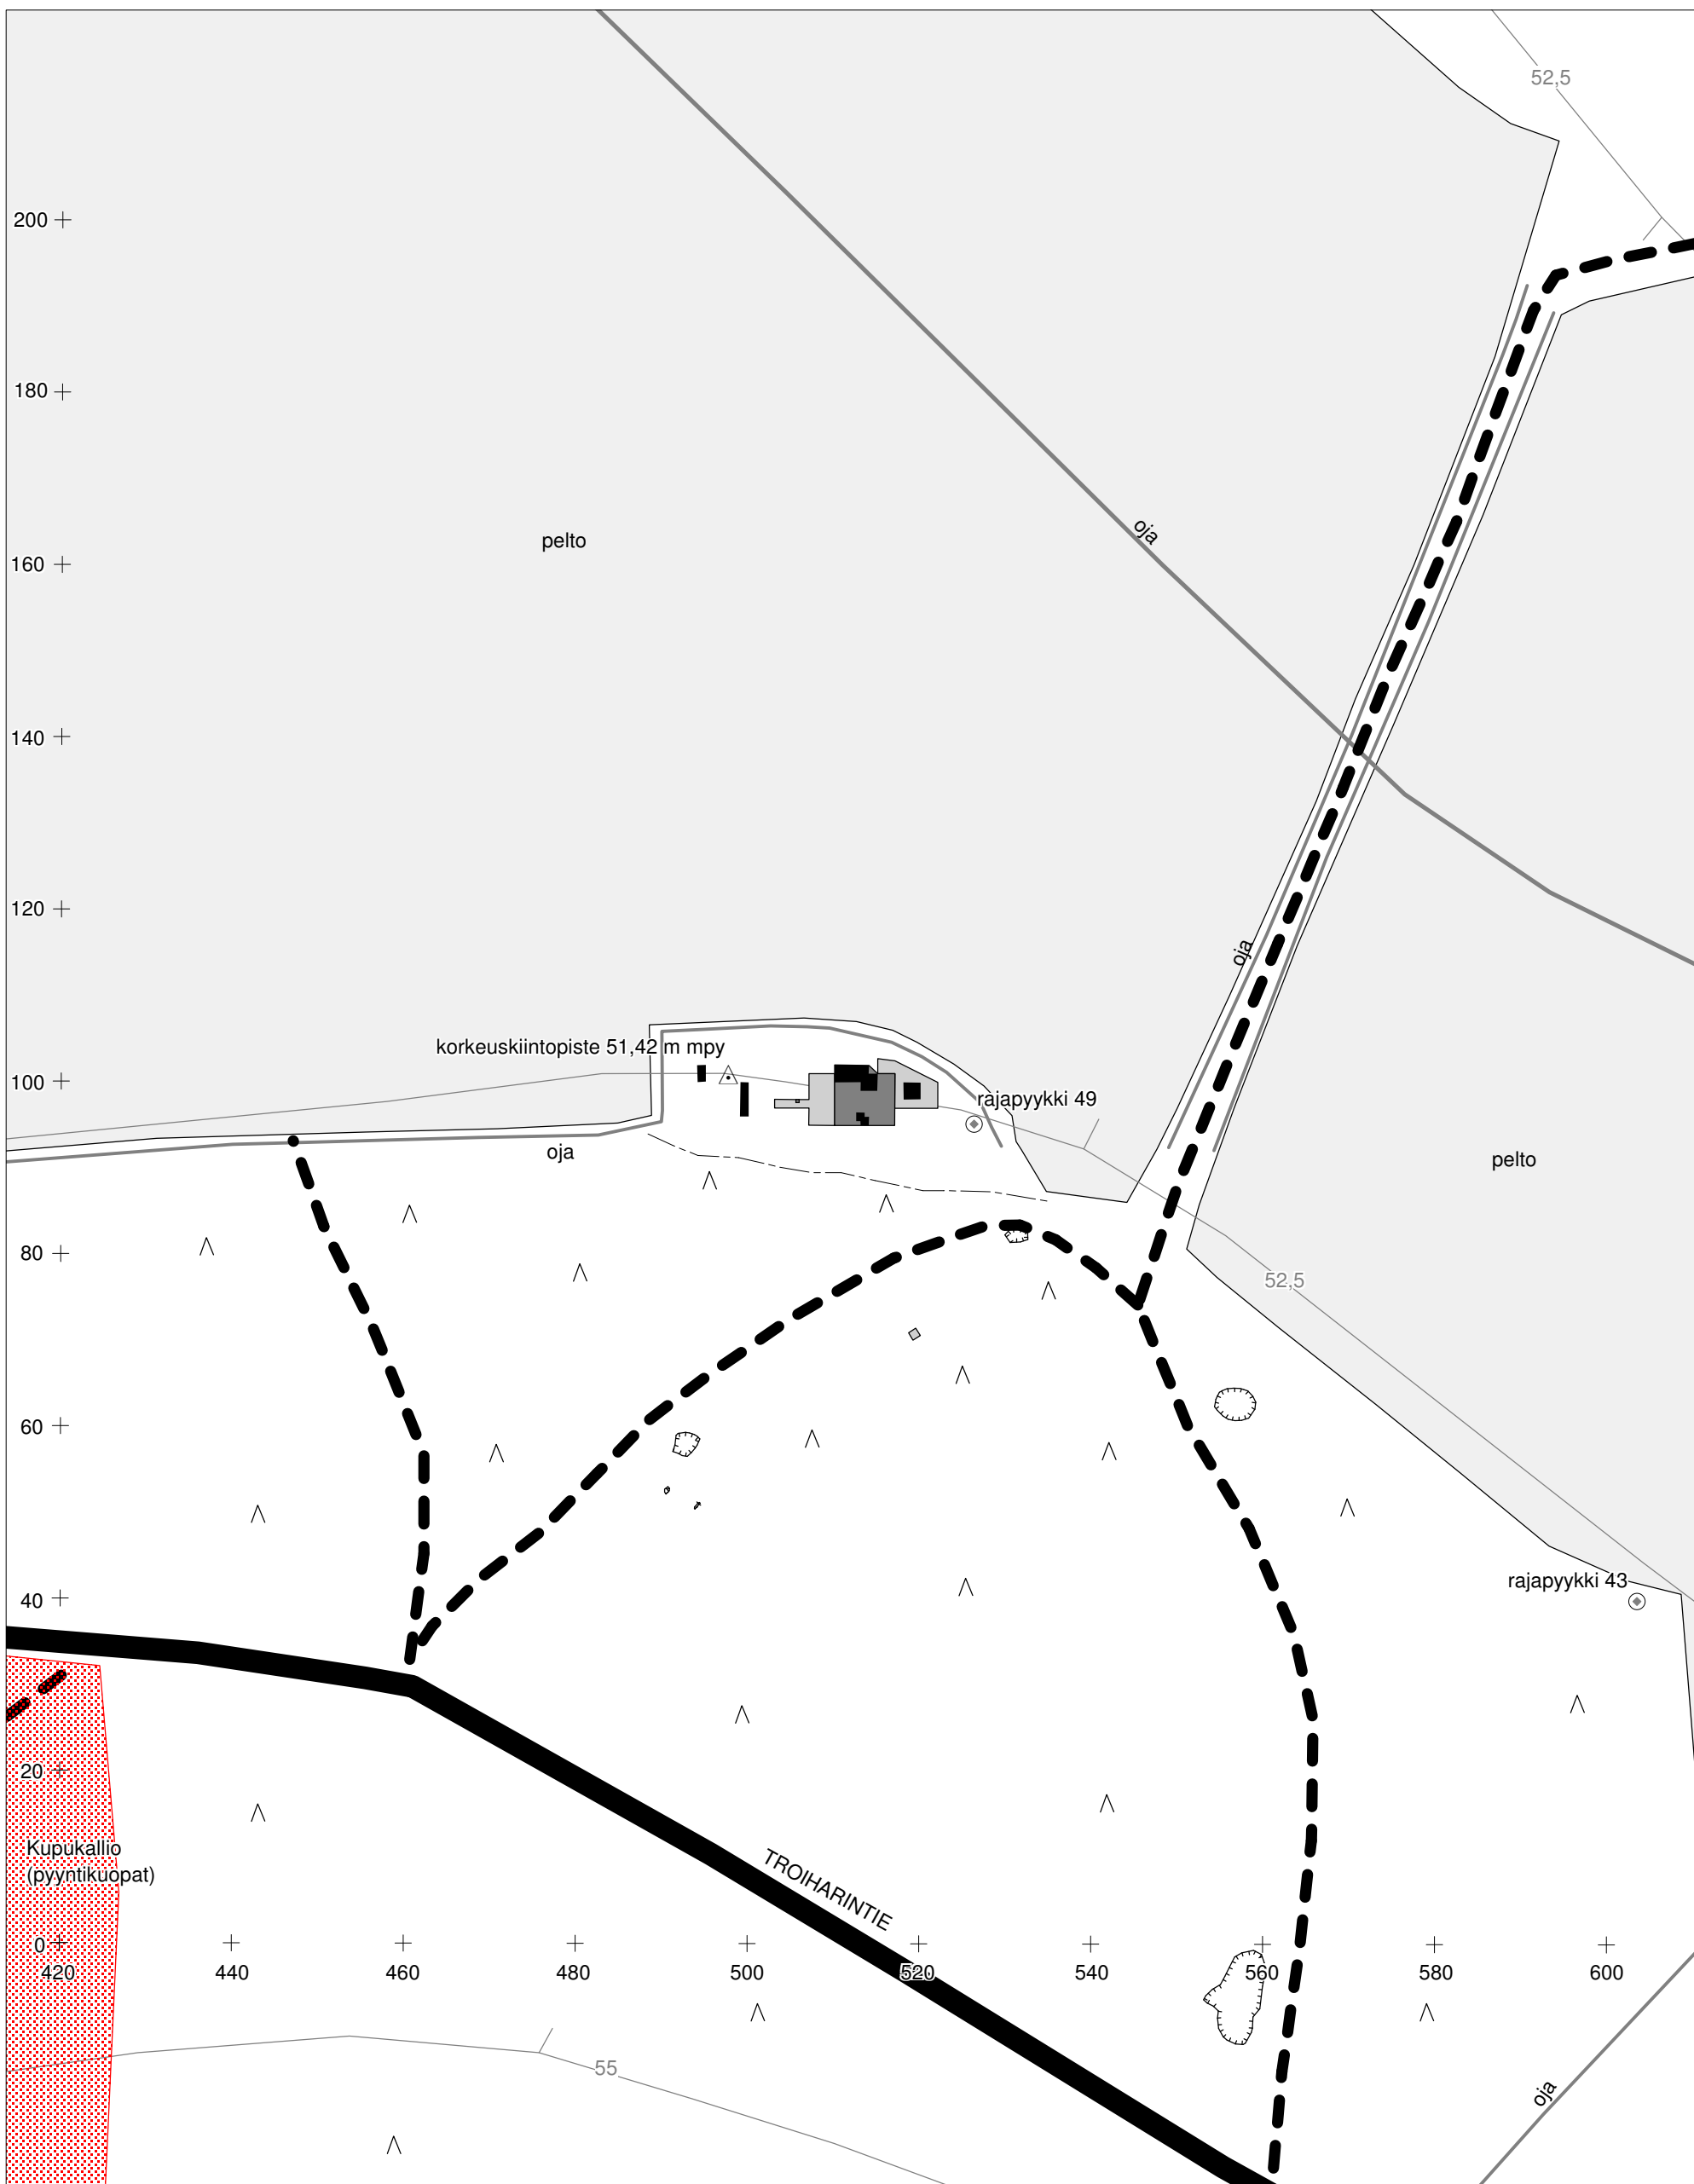 52,5
200
180
oja
pelto
160
140
120
oja
korkeuskiintopiste 51,42 m mpy
100
rajapyykki 49
oja
pelto
80
52,5
60
rajapyykki 43
40
20
Kupukallio
(pyyntikuopat)
TROIHARINTIE
0
420 440 460 480 500 520 540 560 580 600
55
oja